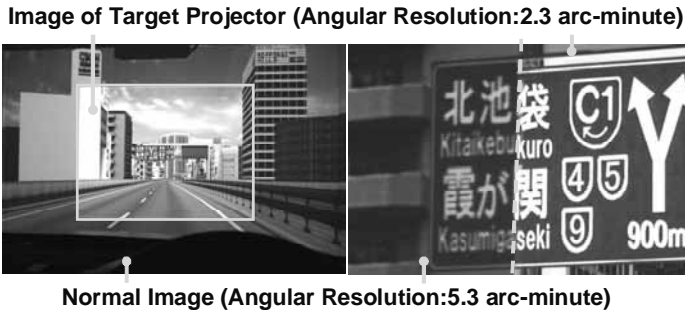 Image of Target Projector (Angular Resolution:2.3 arc-minute)
北池袋
Kitaikebukuro
C1
霞が関
Kasumigaseki
4 5
9
900m
Normal Image (Angular Resolution:5.3 arc-minute)